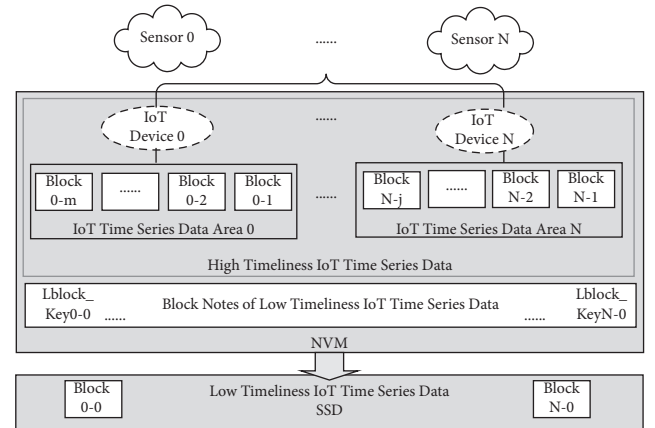 Sensor 0
......
Sensor N
IoT
Device 0
......
IoT
Device N
Block
0-m
......
Block
0-2
Block
0-1
IoT Time Series Data Area 0
......
Block
N-j
......
Block
N-2
Block
N-1
IoT Time Series Data Area N
High Timeliness IoT Time Series Data
Lblock_
Key0-0
......
Block Notes of Low Timeliness IoT Time Series Data
......
Lblock_
KeyN-0
NVM
Block
0-0
Low Timeliness IoT Time Series Data
SSD
Block
N-0